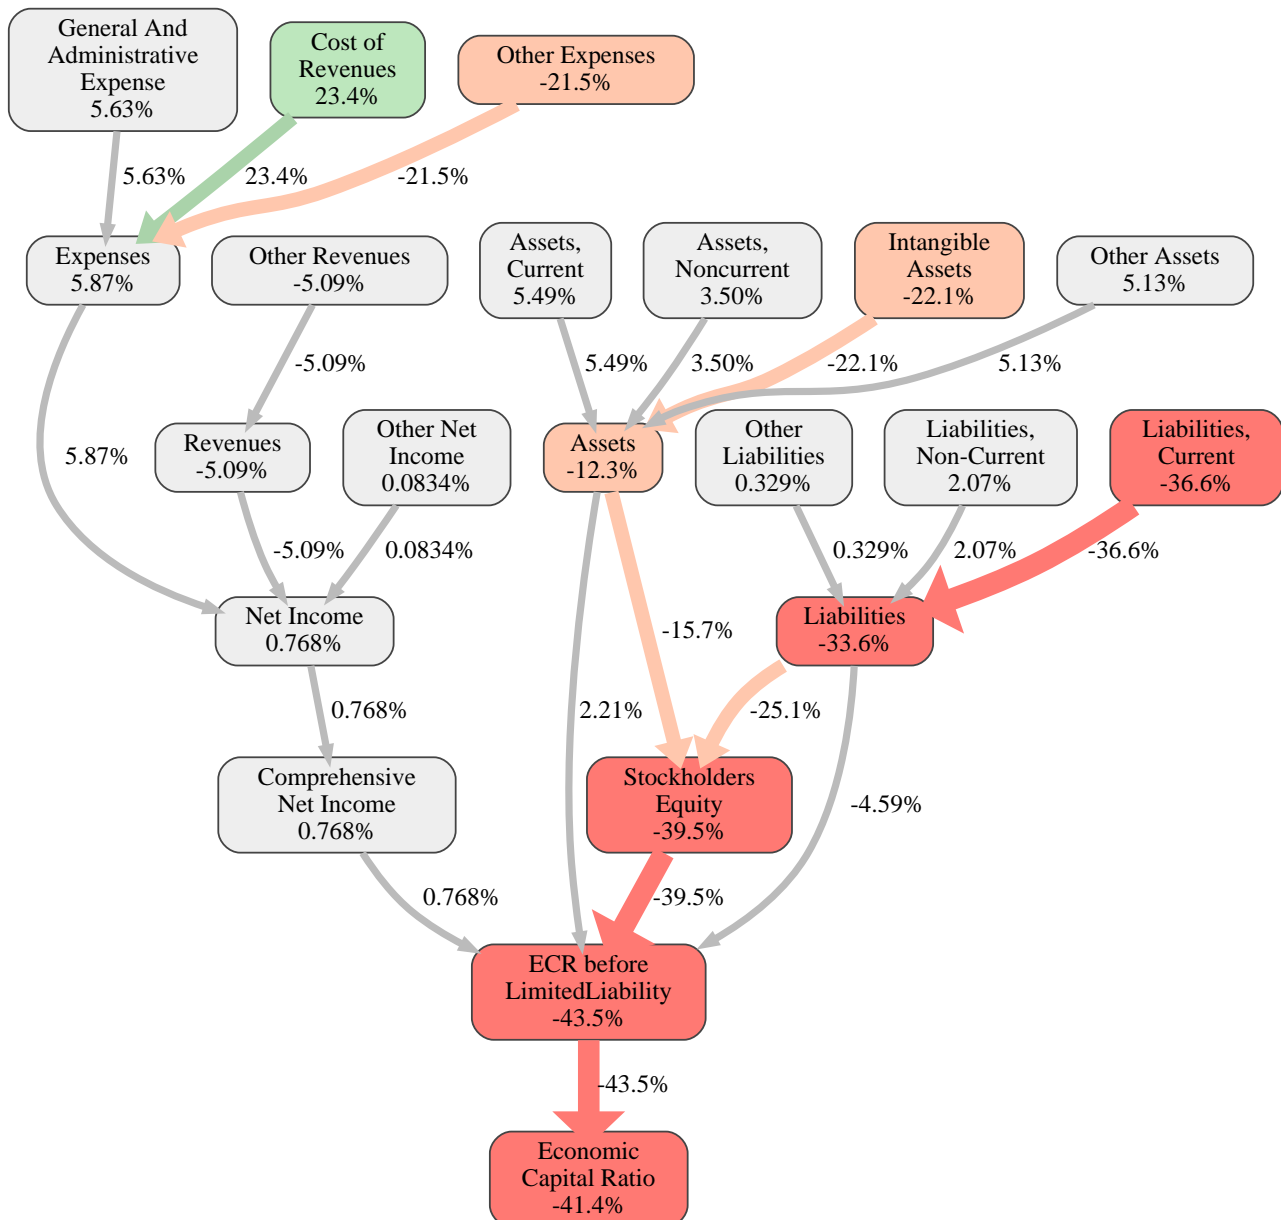 General And
Administrative
Expense
5.63%
Cost of
Revenues
23.4%
Other Expenses
-21.5%
5.63%
23.4%
-21.5%
Expenses
5.87%
Other Revenues
-5.09%
Assets,
Current
5.49%
Assets,
Noncurrent
3.50%
Intangible
Assets
-22.1%
Other Assets
5.13%
-5.09%
5.49%
3.50%
-22.1%
5.13%
5.87%
Revenues
-5.09%
Other Net
Income
0.0834%
Assets
-12.3%
Other
Liabilities
0.329%
Liabilities,
Non-Current
2.07%
Liabilities,
Current
-36.6%
-5.09%
0.0834%
0.329%
2.07%
-36.6%
Net Income
0.768%
Liabilities
-33.6%
-15.7%
0.768%
2.21%
-25.1%
Comprehensive
Net Income
0.768%
Stockholders
Equity
-39.5%
-4.59%
0.768%
-39.5%
ECR before
LimitedLiability
-43.5%
-43.5%
Economic
Capital Ratio
-41.4%